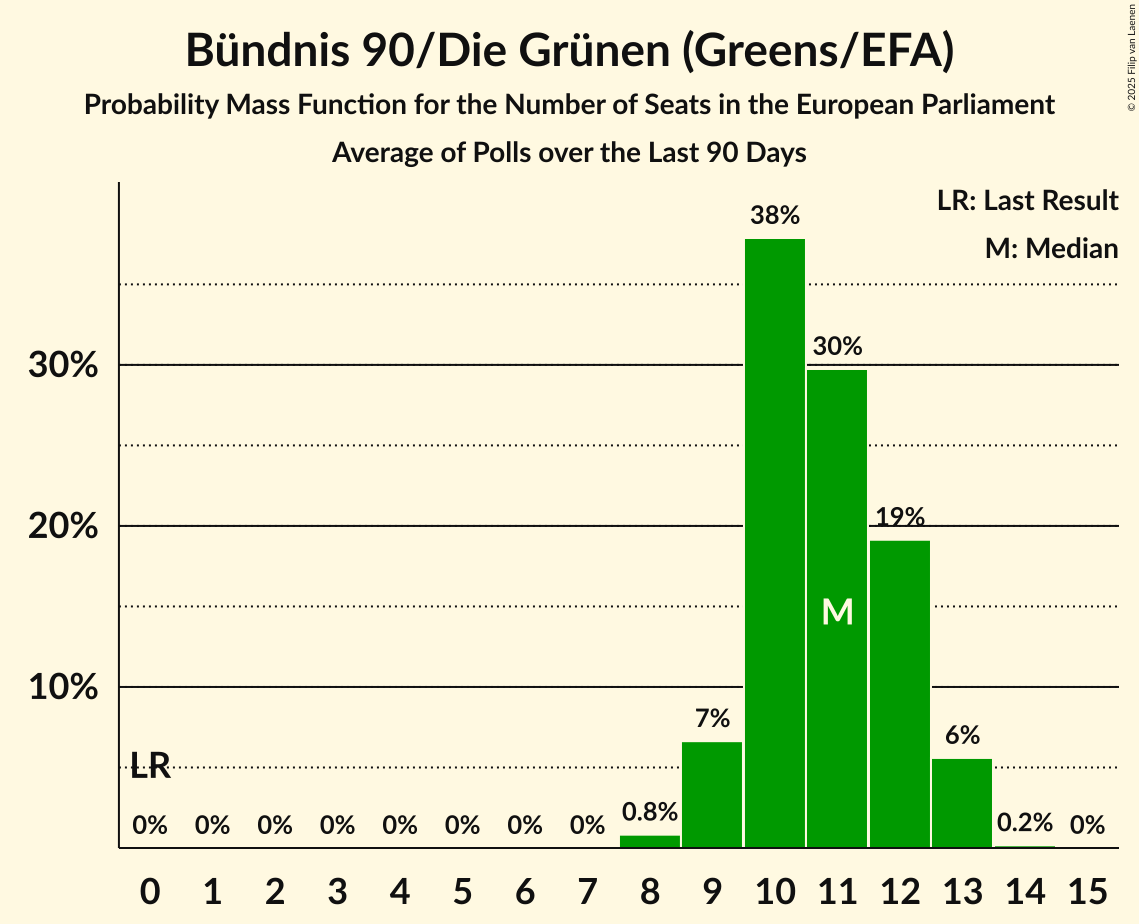 Bündnis 90/Die Grünen (Greens/EFA)
Probability Mass Function for the Number of Seats in the European Parliament
Average of Polls over the Last 90 Days
© 2025 Filip van Laenen
LR: Last Result
M: Median
38%
30%
30%
20%
19%
M
10%
7%
6%
LR
0% 0% 0% 0% 0% 0% 0% 0% 0.8% 0.2% 0%
0 1 2 3 4 5 6 7 8 9 10 11 12 13 14 15